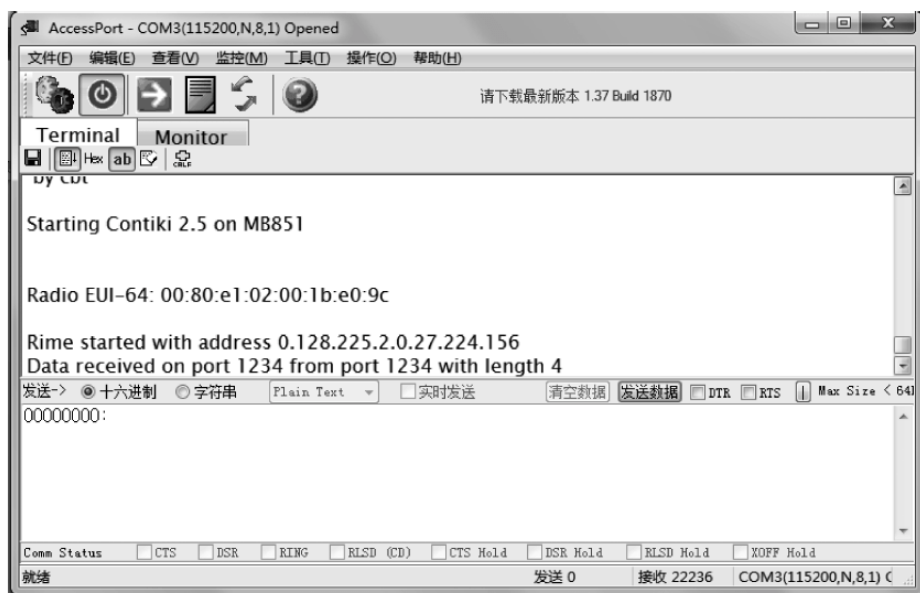 AccessPort - COM3(115200,N,8,1) Opened
文件(F) 编辑(E) 查看(V) 监控(M) 工具(T) 操作(O) 帮助(H)
请下载最新版本 1.37 Build 1870
Terminal Monitor
Hex ab CRLF
by cbt
Starting Contiki 2.5 on MB851
Radio EUI-64: 00:80:e1:02:00:1b:e0:9c
Rime started with address 0.128.225.2.0.27.224.156
Data received on port 1234 from port 1234 with length 4
发送-> 十六进制 字符串 Plain Text 实时发送 清空数据 发送数据 DTR RTS Max Size < 64
00000000:
Comm Status CTS DSR RING RLSD (CD) CTS Hold DSR Hold RLSD Hold XOFF Hold
就绪 发送 0 接收 22236 COM3(115200,N,8,1)